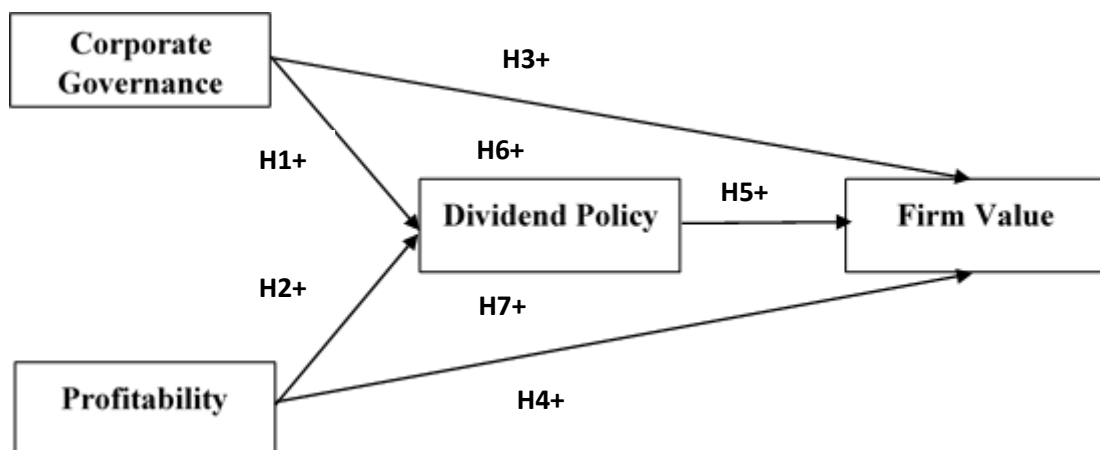 Corporate
Governance
H3+
H1+
H6+
Dividend Policy
H5+
Firm Value
H2+
H7+
Profitability
H4+